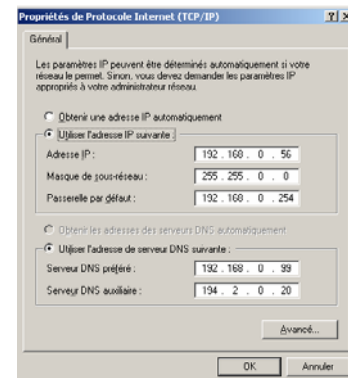 Propriétés de Protocole Internet (TCP/IP)
Général
Les paramètres IP peuvent être déterminés automatiquement si votre
réseau le permet. Sinon, vous devez demander les paramètres IP
appropriés à votre administrateur réseau.
Obtenir une adresse IP automatiquement
Utiliser l'adresse IP suivante :
Adresse IP : 192 . 168 . 0 . 56
Masque de sous-réseau : 255 . 255 . 0 . 0
Passerelle par défaut : 192 . 168 . 0 . 254
Obtenir les adresses des serveurs DNS automatiquement
Utiliser l'adresse de serveur DNS suivante :
Serveur DNS préféré : 192 . 168 . 0 . 99
Serveur DNS auxiliaire : 194 . 2 . 0 . 20
Avancé...
OK Annuler